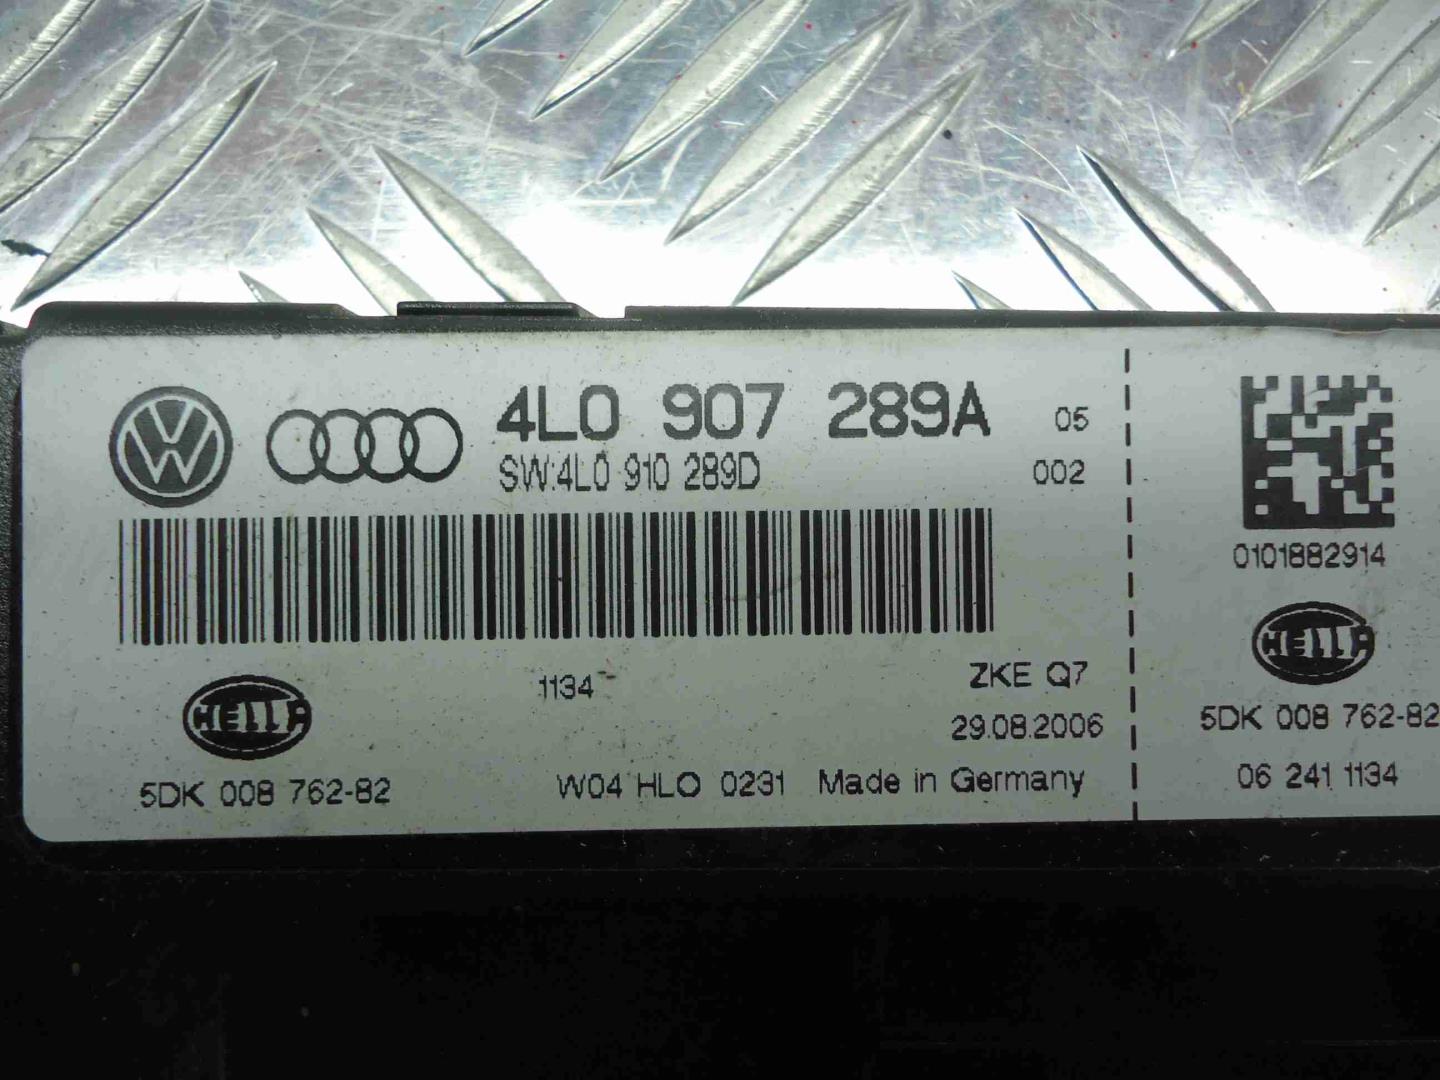 4L0 907 289A 05
SW:4L0 910 289D 002
1134
ZKE Q7
29.08.2006
HELLA
5DK 008 762-82
W04 HLO 0231 Made in Germany
0101882914
HELLA
5DK 008 762-82
06 241 1134